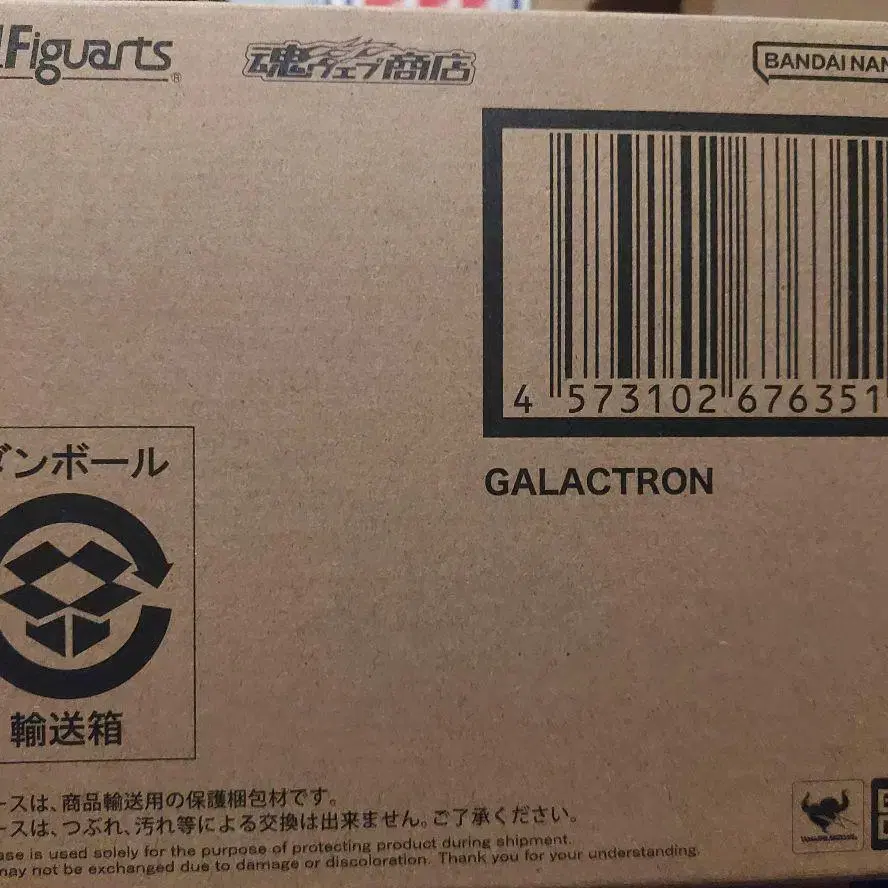 Figuarts®
魂ウェブ商店
BANDAI NAM
4 573102 676351
GALACTRON
ダンボール
輸送箱
ースは、商品輸送用の保護梱包材です。
ースは、つぶれ、汚れ等による交換は出来ません。ご了承ください。
ase is used solely for the purpose of protecting product during shipment.
may not be exchanged due to damage or discoloration. Thank you for your understanding.